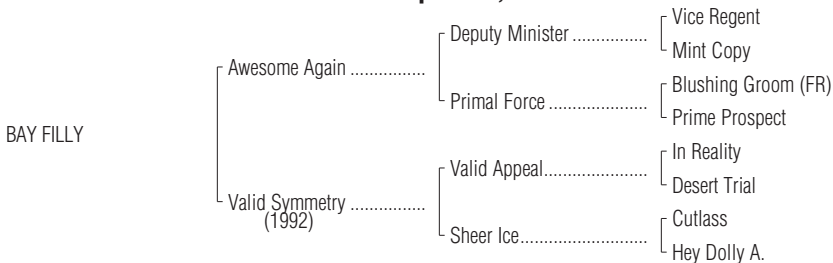 Vice Regent
Deputy Minister ................
Mint Copy
Awesome Again ................
Blushing Groom (FR)
Primal Force .....................
Prime Prospect
BAY FILLY
In Reality
Valid Appeal......................
Desert Trial
Valid Symmetry ................
(1992)
Cutlass
Sheer Ice...........................
Hey Dolly A.